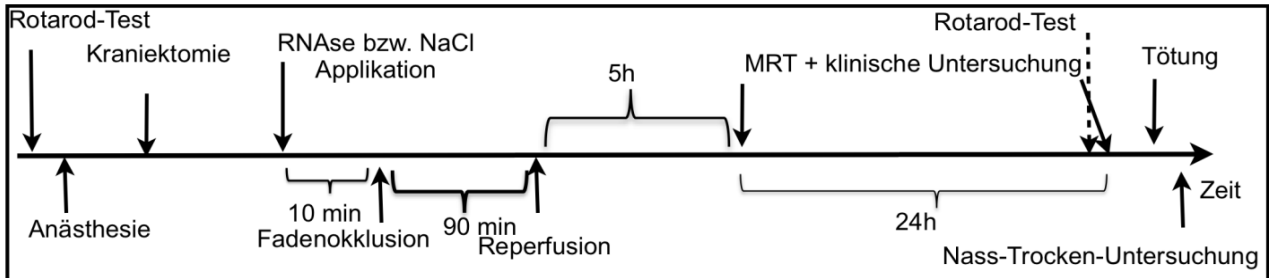 Rotarod-Test
Kraniektomie
RNAse bzw. NaCl
Applikation
5h
MRT + klinische Untersuchung
Rotarod-Test
Tötung
Anästhesie
10 min
Fadenokklusion
90 min
Reperfusion
24h
Zeit
Nass-Trocken-Untersuchung